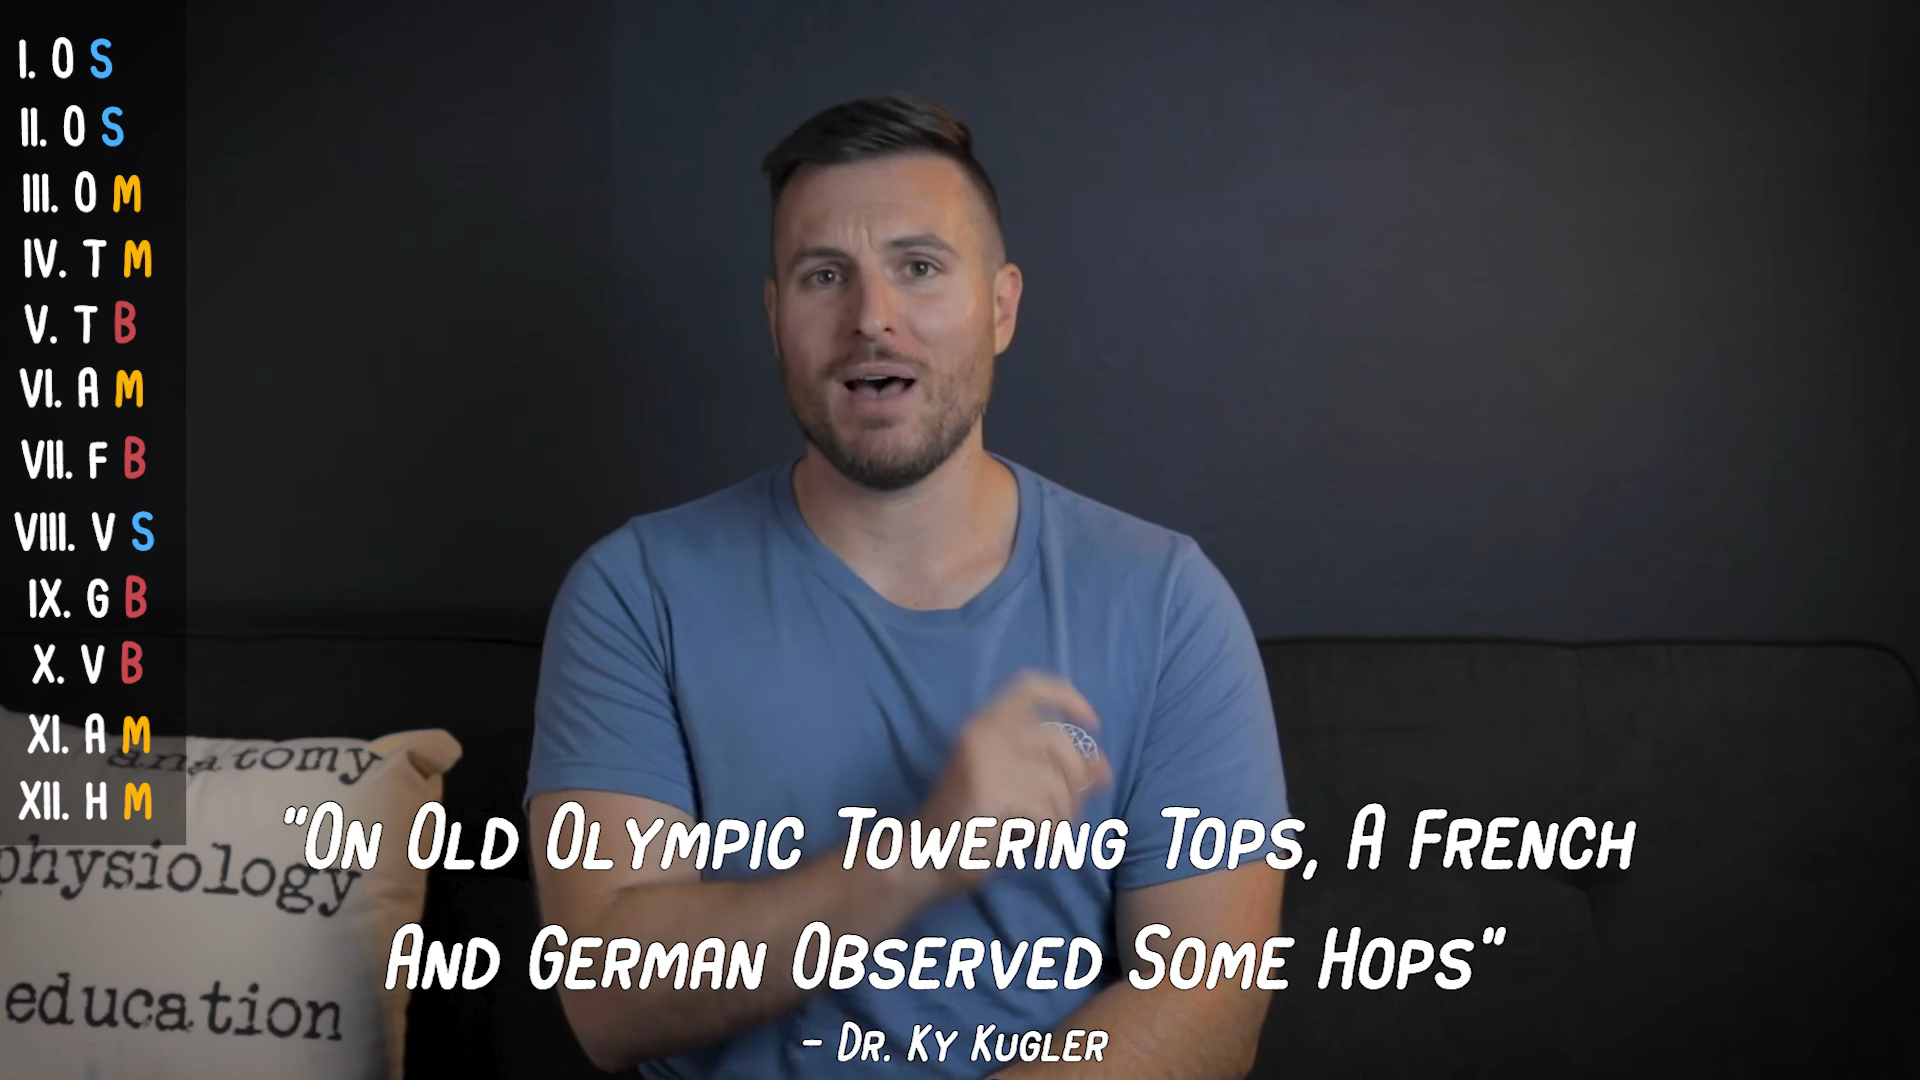 I. O S
II. O S
III. O M
IV. T M
V. T B
VI. A M
VII. F B
VIII. V S
IX. G B
X. V B
XI. A M
XII. H M
anatomy
physiology
education
"On Old Olympic Towering Tops, A French
And German Observed Some Hops"
- Dr. Ky Kugler